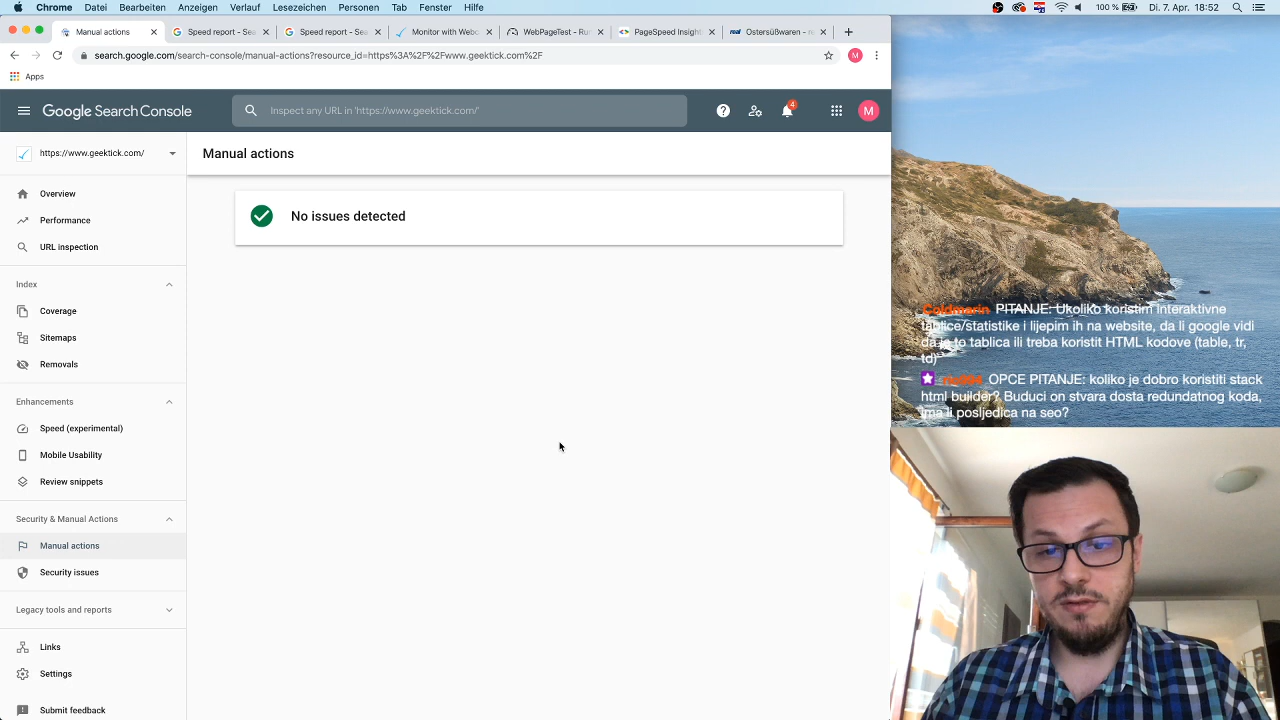 Chrome Datei Bearbeiten Anzeigen Verlauf Lesezeichen Personen Tab Fenster Hilfe
100 % Di. 7. Apr. 18:52
Manual actions
Speed report - Sea
Speed report - Sea
Monitor with Webc
WebPageTest - Ru
PageSpeed Insight
real Ostersüßwaren - n
search.google.com/search-console/manual-actions?resource_id=https%3A%2F%2Fwww.geektick.com%2F
M
Apps
Google Search Console
Inspect any URL in 'https://www.geektick.com/'
4
M
https://www.geektick.com/
Manual actions
Overview
Performance
URL inspection
Index
Coverage
Sitemaps
Removals
Enhancements
Speed (experimental)
Mobile Usability
Review snippets
Security & Manual Actions
Manual actions
Security issues
Legacy tools and reports
Links
Settings
Submit feedback
No issues detected
Coldmarin PITANJE: Ukoliko koristim interaktivne
tablice/statistike i lijepim ih na website, da li google vidi
da je to tablica ili treba koristit HTML kodove (table, tr,
td)
OPCE PITANJE: koliko je dobro koristiti stack
html builder? Buduci on stvara dosta redundatnog koda,
ima li posljedica na seo?